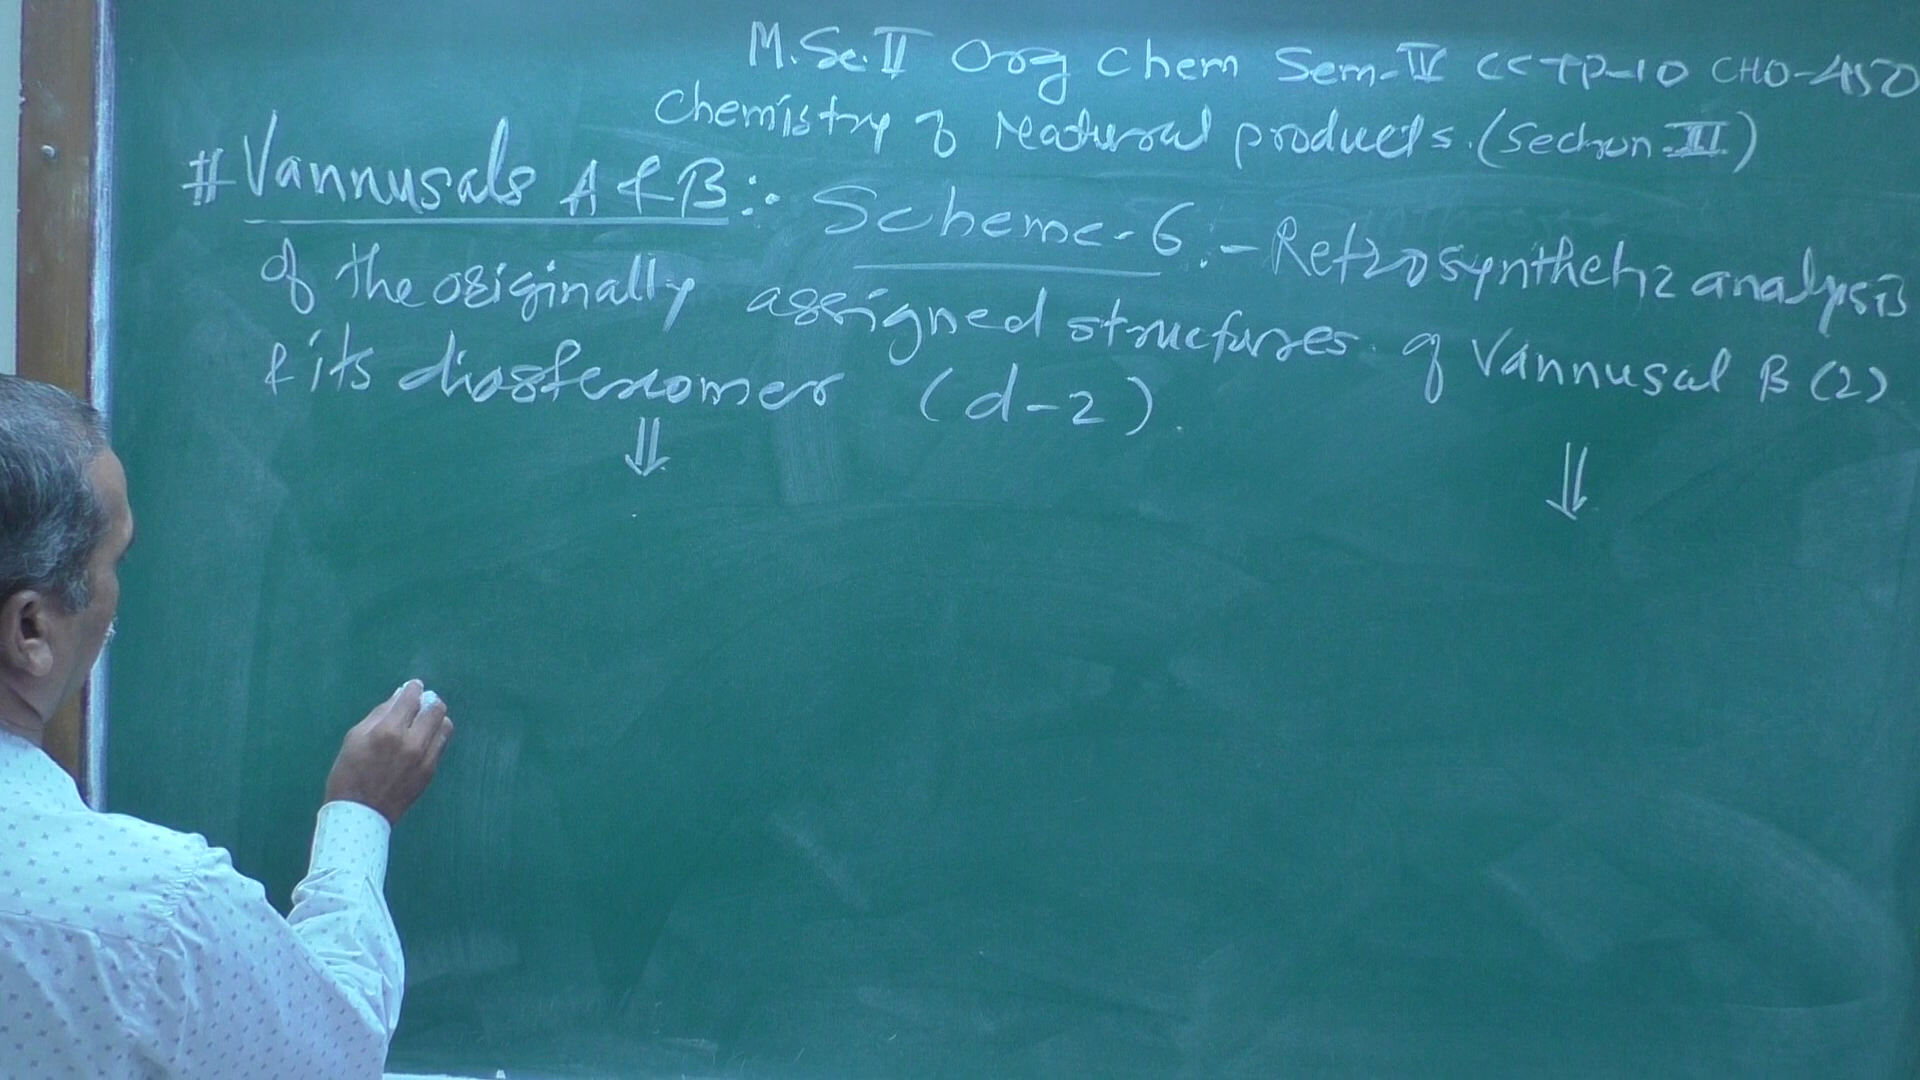 M.Sc.II Org Chem Sem-IV CCTP-10 CHO-450
Chemistry of Natural products. (Section-III)
# Vannusals A & B :- Scheme-6 :- Retrosynthetic analysis
of the originally assigned structures of Vannusal B (2)
& its diastereomer (d-2).